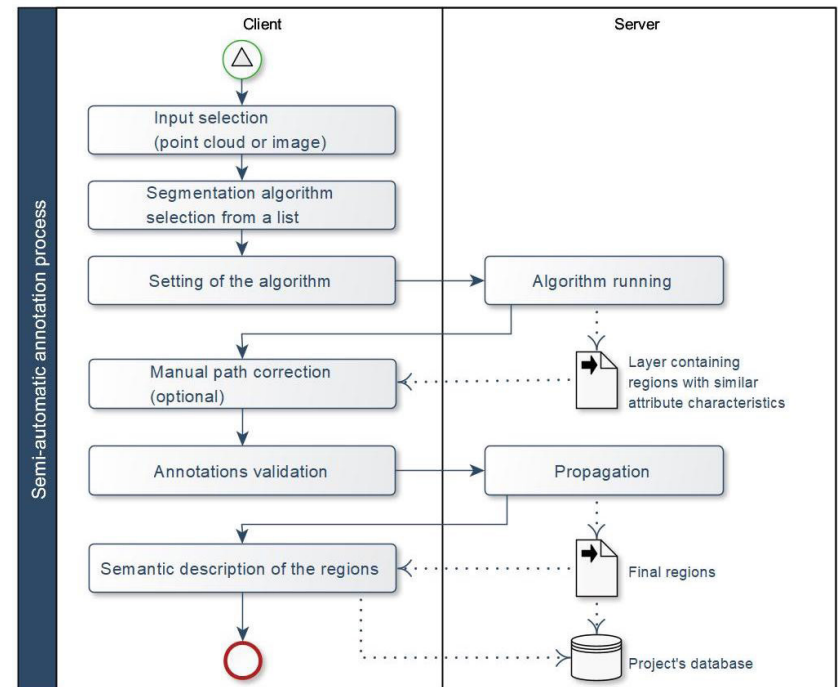 Client
Server
Semi-automatic annotation process
Input selection
(point cloud or image)
Segmentation algorithm
selection from a list
Setting of the algorithm
Algorithm running
Manual path correction
(optional)
Layer containing
regions with similar
attribute characteristics
Annotations validation
Propagation
Semantic description of the regions
Final regions
Project's database